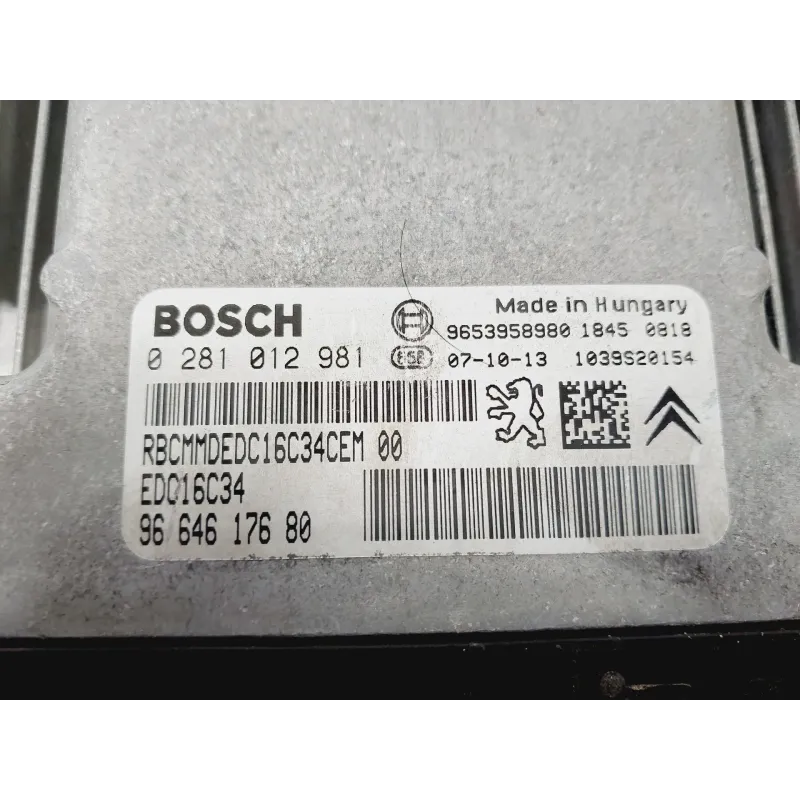 BOSCH
Made in Hungary
9653958980 1845 0818
0 281 012 981
07-10-13 1039S20154
RBCMMDEDC16C34CEM 00
EDC16C34
96 646 176 80